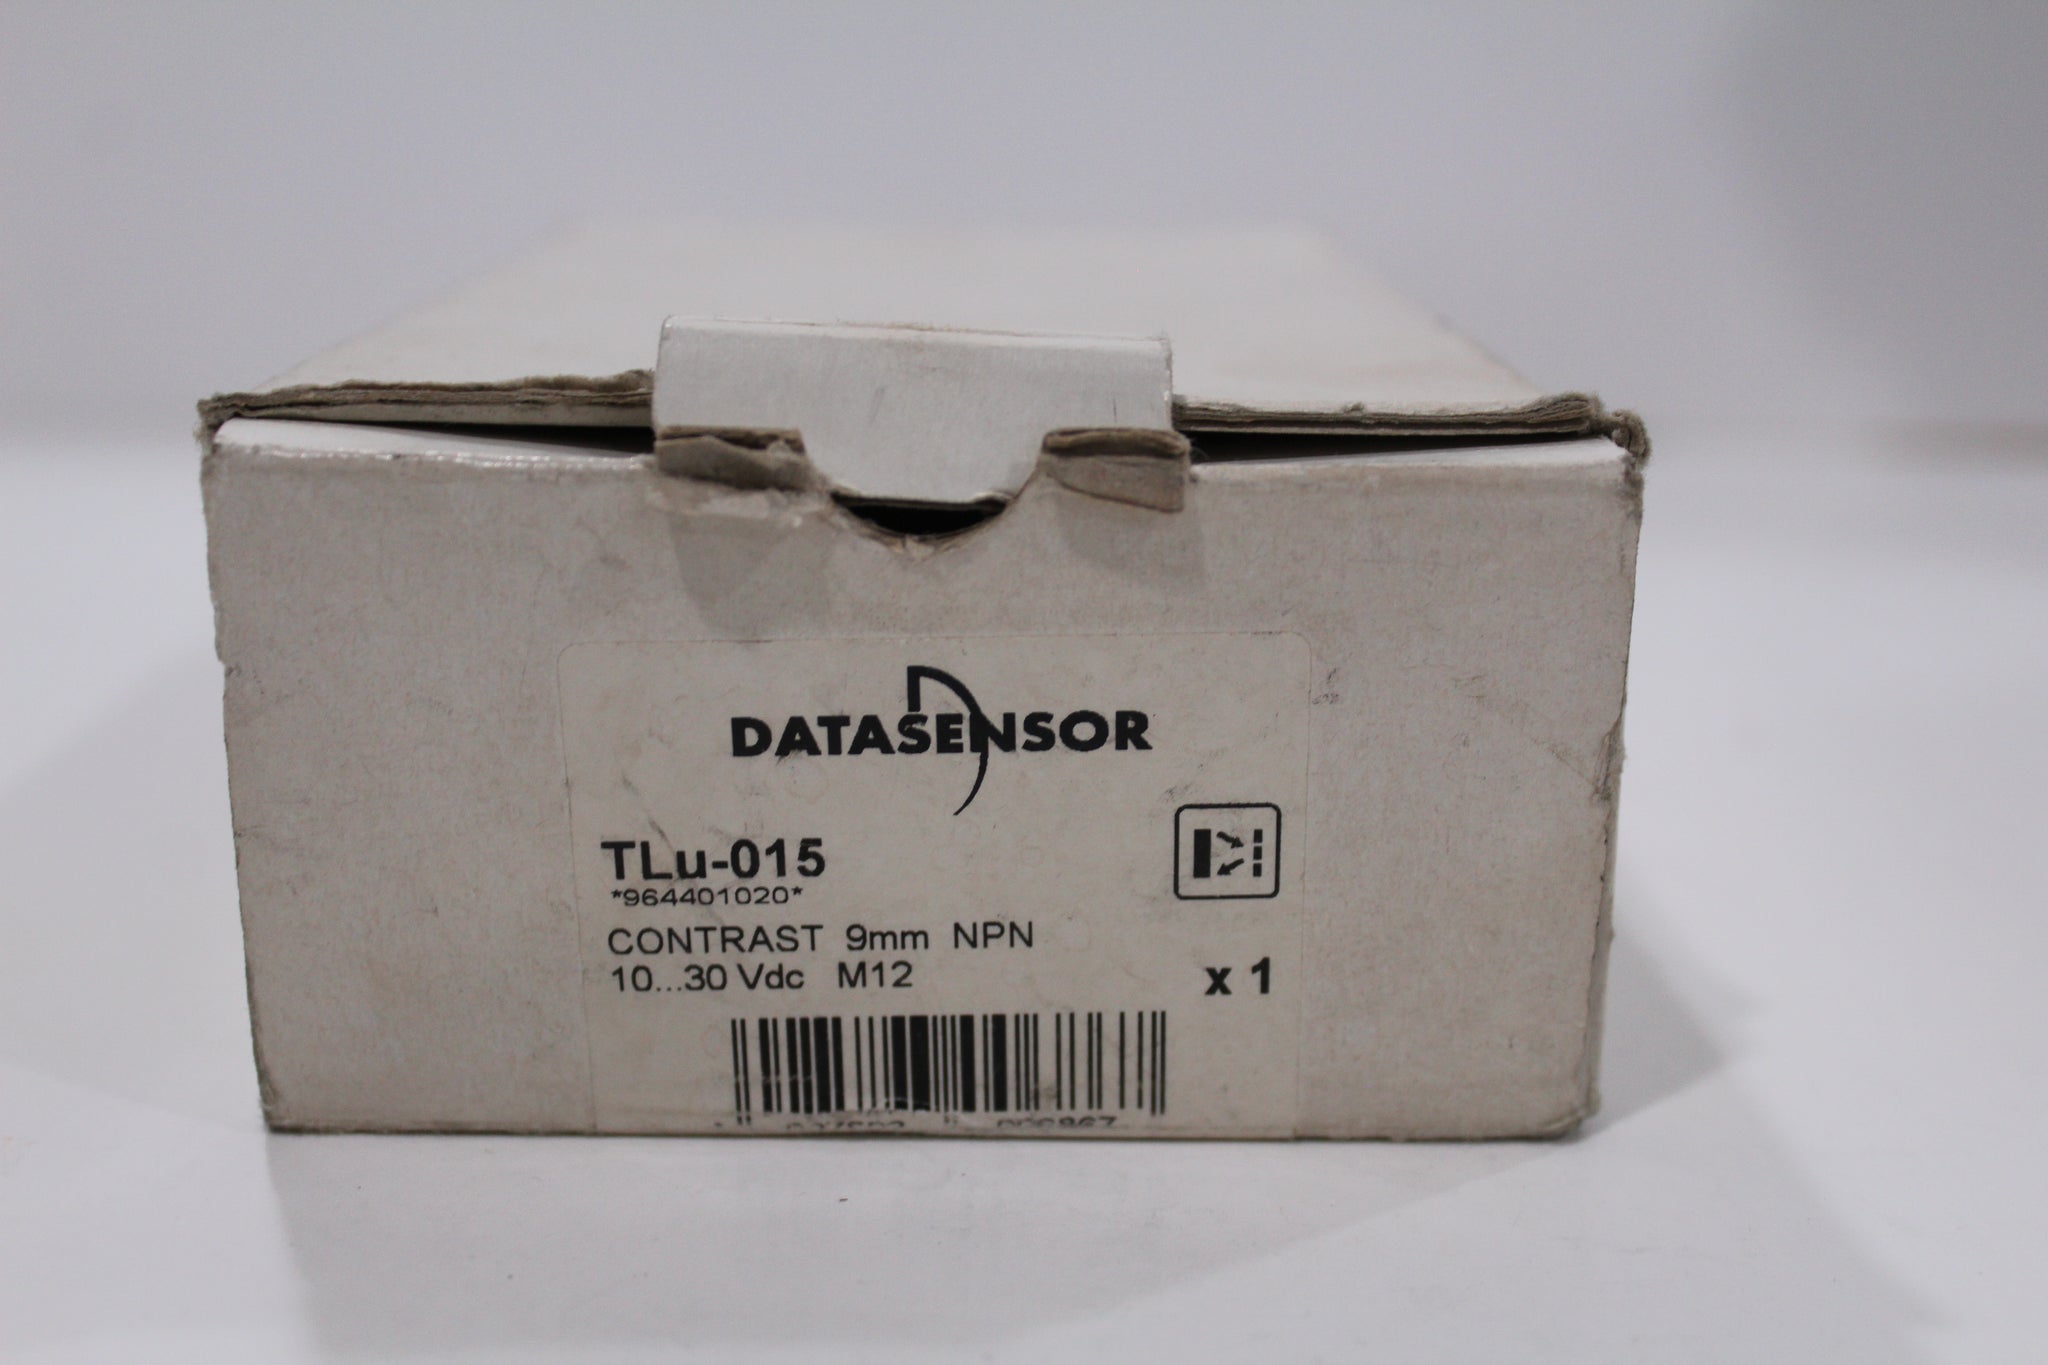 DATASENSOR
TLu-015
*964401020*
CONTRAST 9mm NPN
10...30 Vdc M12
x 1